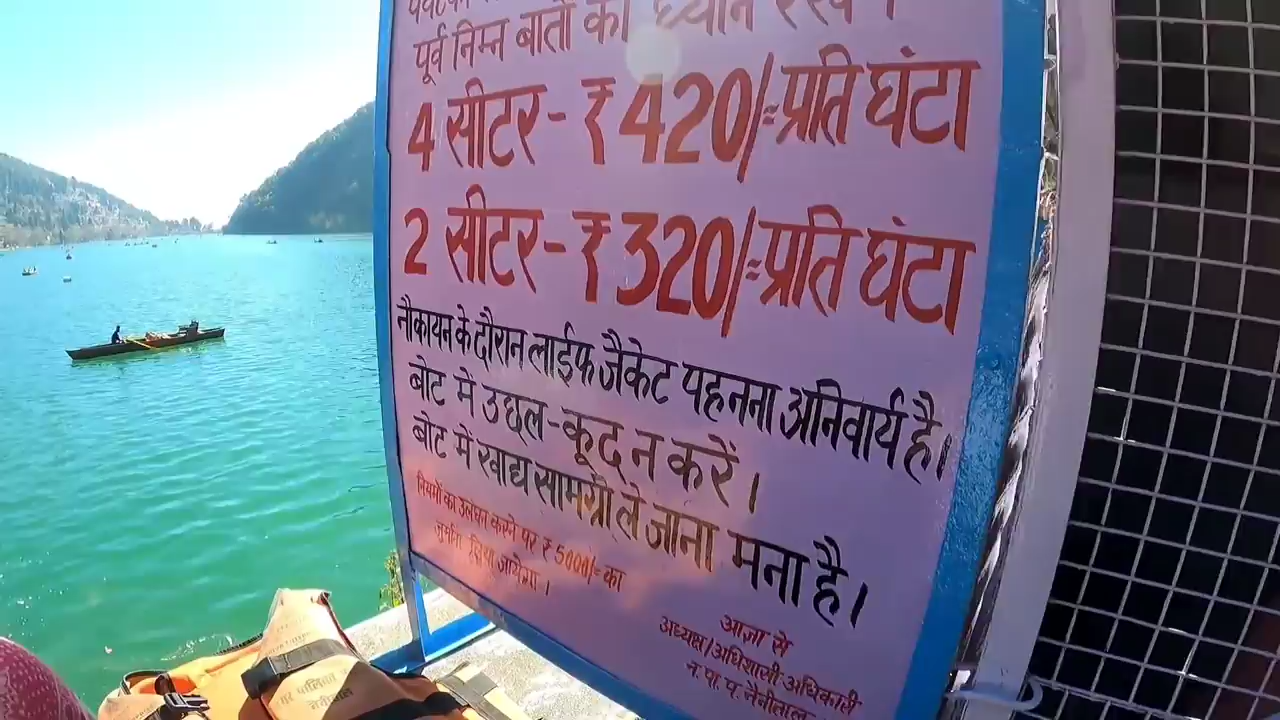 पूर्व निम्न बातों का ध्यान रखें ।
4 सीटर - ₹ 420/= प्रति घंटा
2 सीटर - ₹ 320/= प्रति घंटा
नौकायन के दौरान लाईफ जैकेट पहनना अनिवार्य है।
बोट में उछल-कूद न करें ।
बोट में खाद्य सामग्री ले जाना मना है।
नियमों का उलंघन करने पर ₹ 5000/= का
जुर्माना लिया जायेगा ।
आज्ञा से
अध्यक्ष/अधिशासी अधिकारी
न. पा. प. नैनीताल